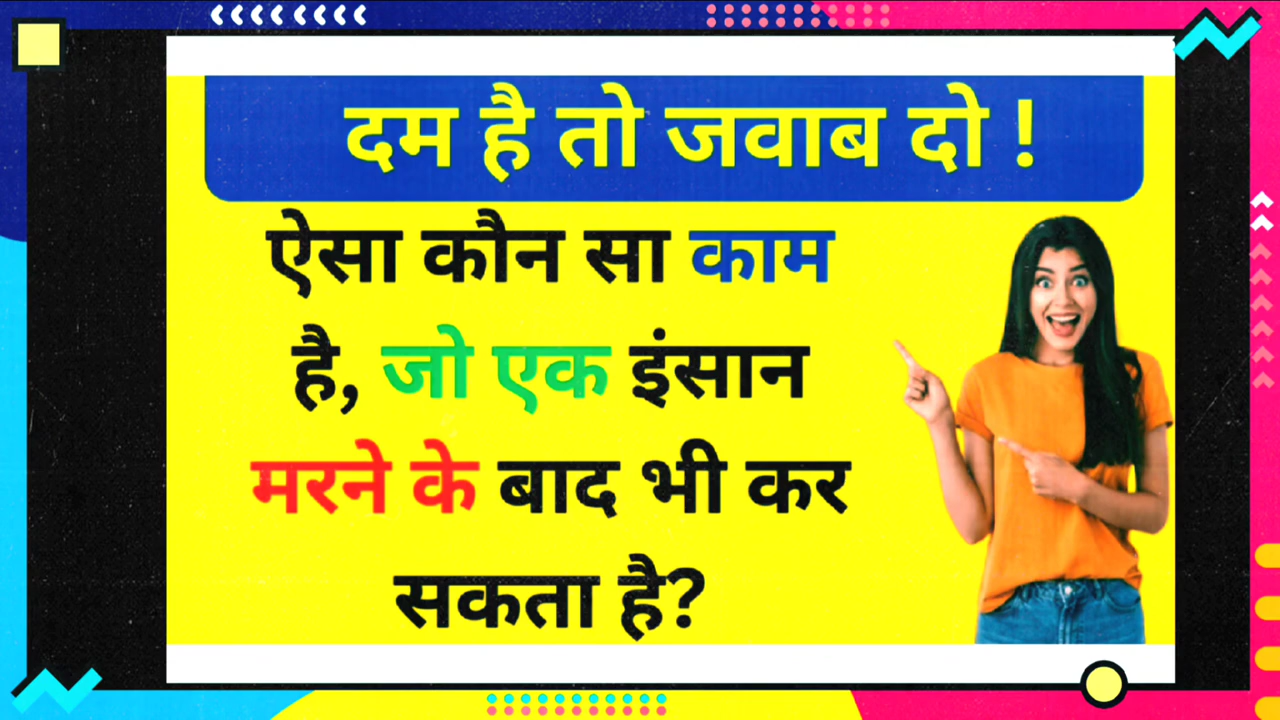 दम है तो जवाब दो !
ऐसा कौन सा काम
है, जो एक इंसान
मरने के बाद भी कर
सकता है?